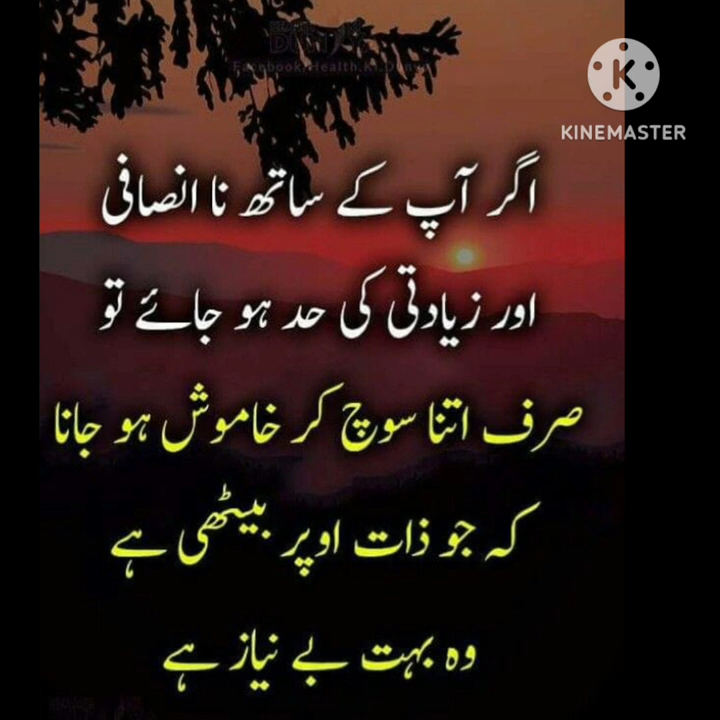 KINEMASTER
اگر آپ کے ساتھ نا انصافی
اور زیادتی کی حد ہو جائے تو
صرف اتنا سوچ کر خاموش ہو جانا
کہ جو ذات اوپر بیٹھی ہے
وہ بہت بے نیاز ہے